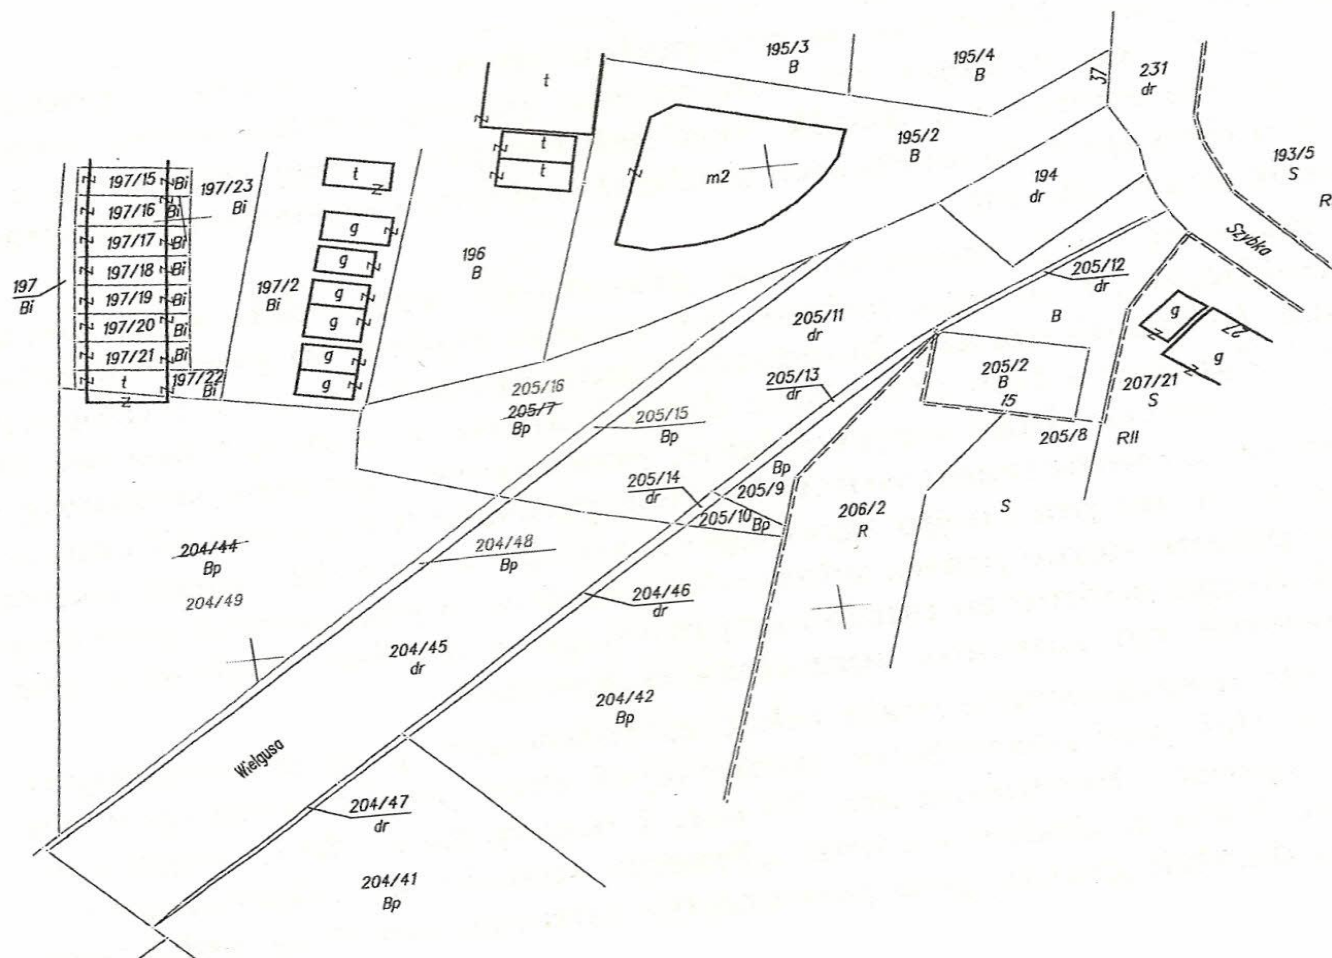 195/3
B
195/4
B
37
231
dr
193/5
S
R
195/2
B
194
dr
Szybka
t
z
z
t
z
t
m2
z
197/15
Bi
197/16
Bi
197/17
Bi
197/18
Bi
197/19
Bi
197/20
Bi
197/21
Bi
t
z
197/22
Bi
197/23
Bi
197
Bi
197/2
Bi
t
z
g
z
g
z
g
z
g
z
g
z
g
z
196
B
205/12
dr
B
205/11
dr
205/13
dr
205/2
B
15
g
z
22
g
z
207/21
S
205/8
RII
205/16
205/7
Bp
205/15
Bp
205/14
dr
Bp
205/9
205/10
Bp
206/2
R
S
204/44
Bp
204/49
204/48
Bp
204/46
dr
204/45
dr
204/42
Bp
Wielgusa
204/47
dr
204/41
Bp